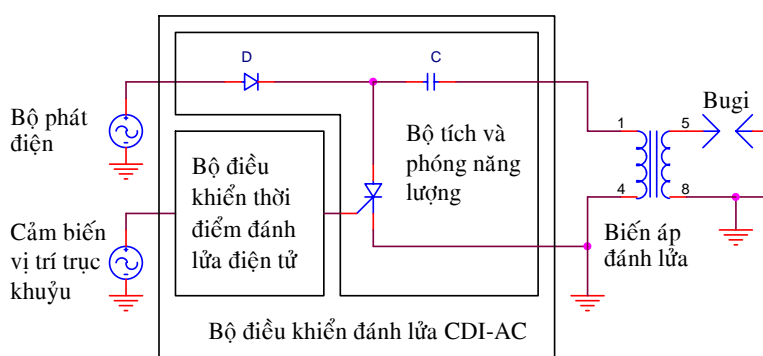 D
C
Bộ phát
điện
Bộ tích và
phóng năng
lượng
1
5
Bugi
4
8
Bộ điều
khiển thời
điểm đánh
lửa điện tử
Cảm biến
vị trí trục
khuỷu
Biến áp
đánh lửa
Bộ điều khiển đánh lửa CDI-AC